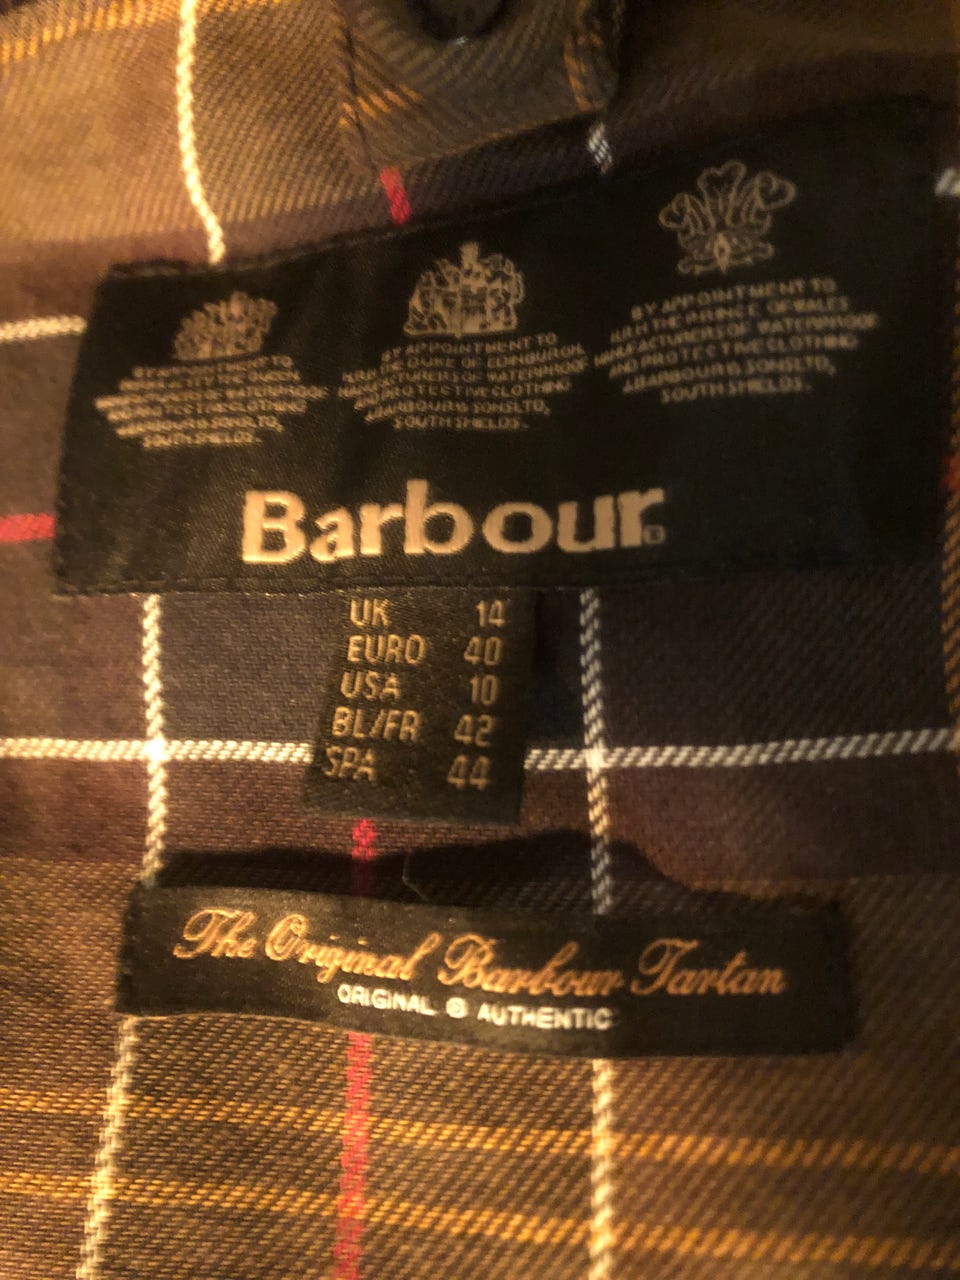 BY APPOINTMENT TO
THE DUKE OF EDINBURGH
MANUFACTURERS OF WATERPROOF
AND PROTECTIVE CLOTHING
J.BARBOUR & SONS LTD,
SOUTH SHIELDS.
BY APPOINTMENT TO
H.R.H THE PRINCE OF WALES
MANUFACTURERS OF WATERPROOF
AND PROTECTIVE CLOTHING
J.BARBOUR & SONS LTD,
SOUTH SHIELDS.
Barbour
UK 14
EURO 40
USA 10
BL/FR 42
SPA 44
The Original Barbour Tartan
ORIGINAL & AUTHENTIC